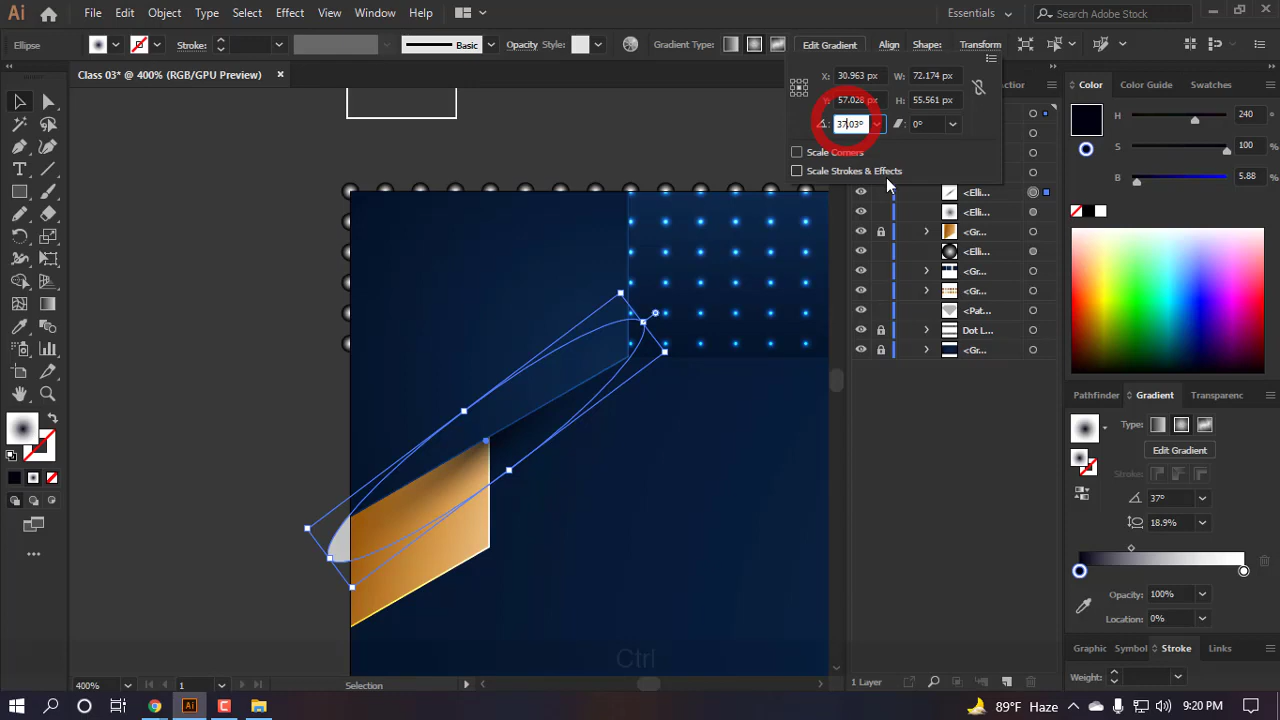 Ai File Edit Object Type Select Effect View Window Help Essentials Search Adobe Stock
Ellipse Stroke: Basic Opacity Style: Gradient Type: Edit Gradient Align Shape: Transform
Class 03* @ 400% (RGB/GPU Preview) ×
X: 30.963 px W: 72.174 px
Y: 57.028 px H: 55.561 px
37.03° 0°
Scale Corners
Scale Strokes & Effects
<Elli...
<Elli...
<Gr...
<Elli...
<Gr...
<Gr...
<Pat...
Dot L...
<Gr...
1 Layer
Color Color Guide Swatches
H 240
S 100
B 5.88
Pathfinder Gradient Transparenc
Type:
Edit Gradient
Stroke:
37°
18.9%
Opacity: 100%
Location: 0%
Graphic Symbol Stroke Links
Weight:
Ctrl
400% 1 Selection
89°F Haze 9:20 PM